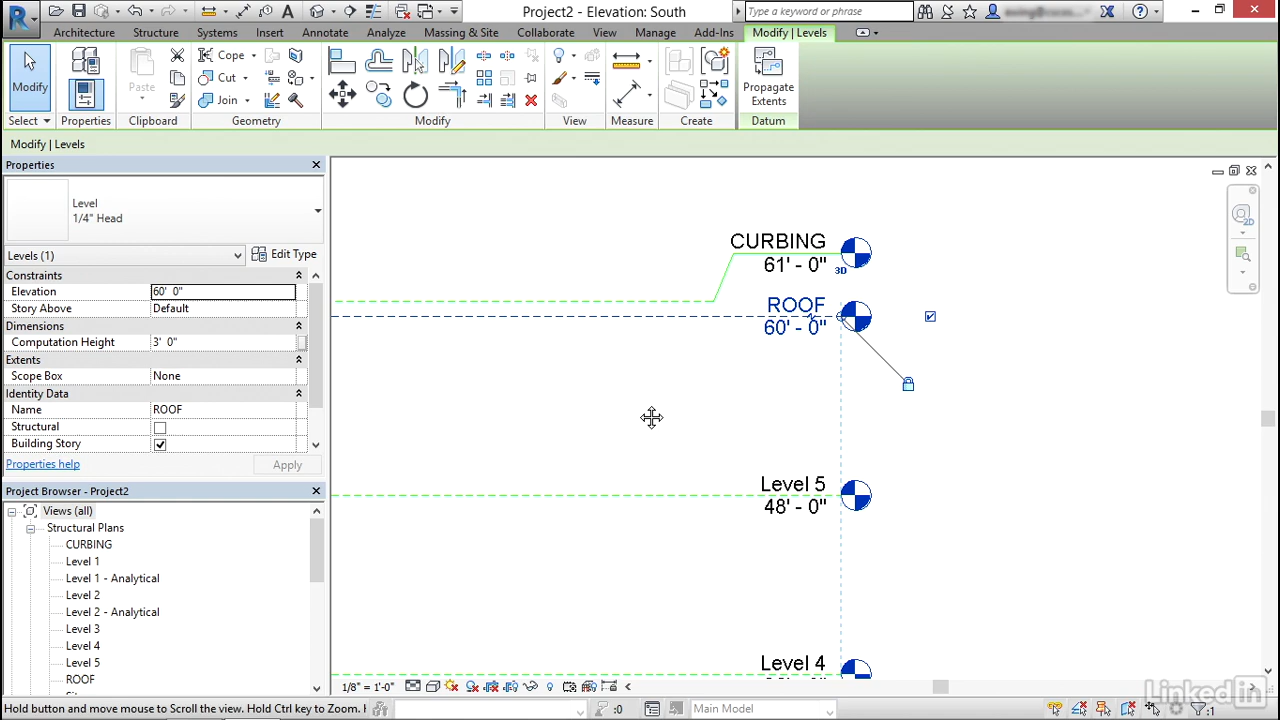 Project2 - Elevation: South
Type a keyword or phrase
Architecture Structure Systems Insert Annotate Analyze Massing & Site Collaborate View Manage Add-Ins Modify | Levels
Modify
Paste
Cope
Cut
Join
Propagate
Extents
Select Properties Clipboard Geometry Modify View Measure Create Datum
Modify | Levels
Properties
Level
1/4" Head
Levels (1)
Edit Type
Constraints
Elevation 60' 0"
Story Above Default
Dimensions
Computation Height 3' 0"
Extents
Scope Box None
Identity Data
Name ROOF
Structural
Building Story
Properties help
Apply
Project Browser - Project2
Views (all)
Structural Plans
CURBING
Level 1
Level 1 - Analytical
Level 2
Level 2 - Analytical
Level 3
Level 4
Level 5
ROOF
CURBING
61' - 0"
3D
ROOF
60' - 0"
Level 5
48' - 0"
Level 4
2D
1/8" = 1'-0"
Hold button and move mouse to Scroll the view. Hold Ctrl key to Zoom.
:0
Main Model
:1
Linked in